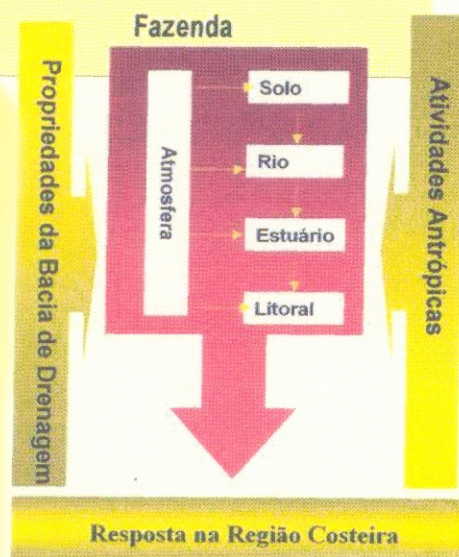 Fazenda
Propriedades da Bacia de Drenagem
Atmosfera
Solo
Rio
Estuário
Litoral
Atividades Antrópicas
Resposta na Região Costeira